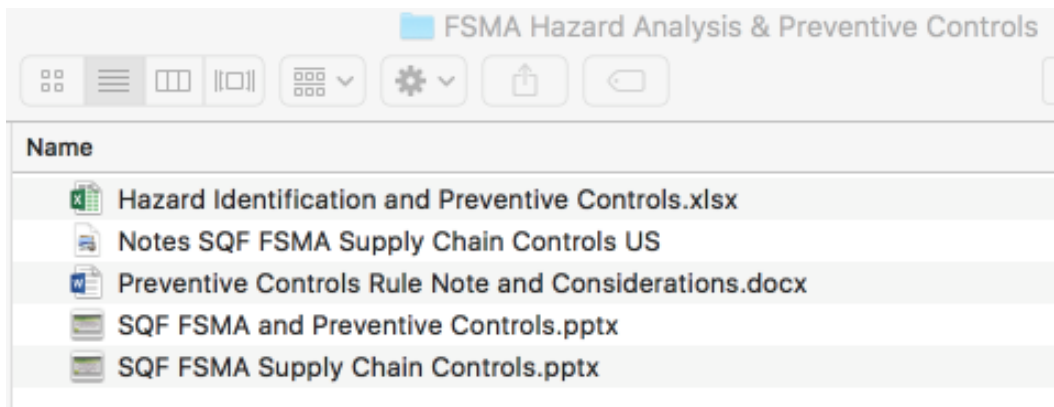 FSMA Hazard Analysis & Preventive Controls
Name
Hazard Identification and Preventive Controls.xlsx
Notes SQF FSMA Supply Chain Controls US
Preventive Controls Rule Note and Considerations.docx
SQF FSMA and Preventive Controls.pptx
SQF FSMA Supply Chain Controls.pptx